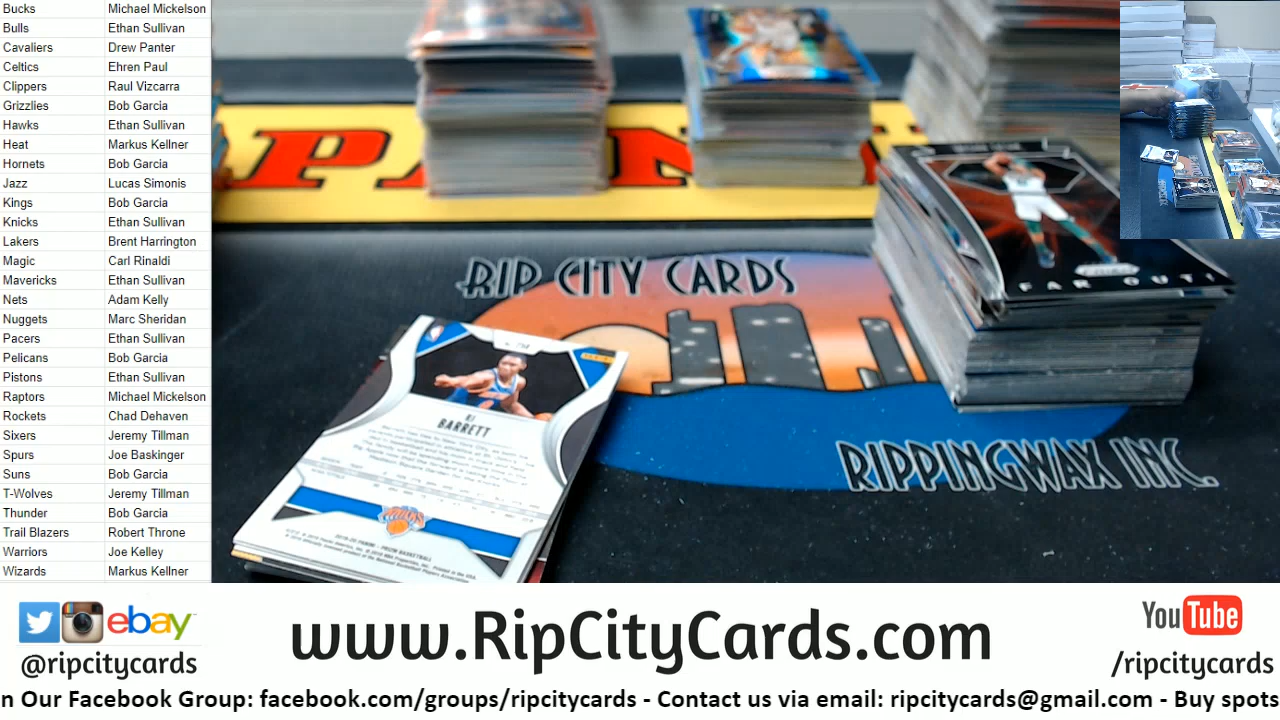 Bucks Michael Mickelson
Bulls Ethan Sullivan
Cavaliers Drew Panter
Celtics Ehren Paul
Clippers Raul Vizcarra
Grizzlies Bob Garcia
Hawks Ethan Sullivan
Heat Markus Kellner
Hornets Bob Garcia
Jazz Lucas Simonis
Kings Bob Garcia
Knicks Ethan Sullivan
Lakers Brent Harrington
Magic Carl Rinaldi
Mavericks Ethan Sullivan
Nets Adam Kelly
Nuggets Marc Sheridan
Pacers Ethan Sullivan
Pelicans Bob Garcia
Pistons Ethan Sullivan
Raptors Michael Mickelson
Rockets Chad Dehaven
Sixers Jeremy Tillman
Spurs Joe Baskinger
Suns Bob Garcia
T-Wolves Jeremy Tillman
Thunder Bob Garcia
Trail Blazers Robert Throne
Warriors Joe Kelley
Wizards Markus Kellner
RIP CITY CARDS
FAR OUT!
RJ
BARRETT
RIPPINGWAX INC.
ebay
@ripcitycards
www.RipCityCards.com
YouTube
/ripcitycards
n Our Facebook Group: facebook.com/groups/ripcitycards - Contact us via email: ripcitycards@gmail.com - Buy spots